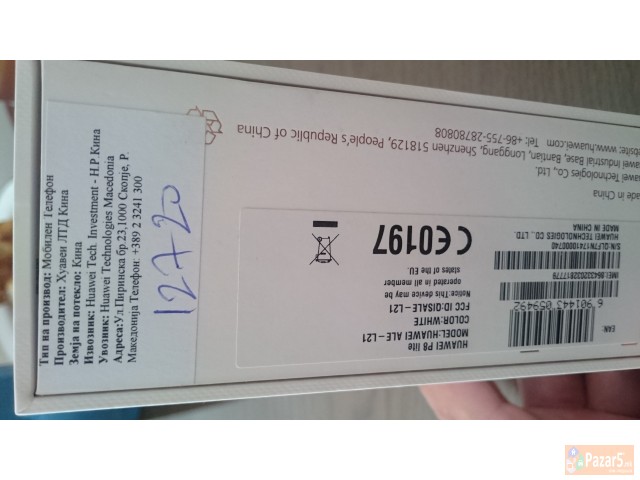 Тип на производ: Мобилен Телефон
Производител: Хуавеи ЛТД Кина
Земја на потекло: Кина
Извозник: Huawei Tech. Investment - Н.Р Кина
Увозник: Huawei Technologies Macedonia
Адреса:Ул.Пиринска бр.23,1000 Скопје, Р.
Македонија Телефон: +389 2 3241 300
12720
HUAWEI P8 lite
MODEL:HUAWEI ALE-L21
COLOR:WHITE
FCC ID:QISALE-L21
Notice:This device may be
operated in all member
states of the EU
CE0197
EAN:
6 901443 059492
HUAWEI TECHNOLOGIES CO., LTD.
MADE IN CHINA
Made in China
Huawei Technologies Co., Ltd.
Huawei Industrial Base, Bantian, Longgang, Shenzhen 518129, People's Republic of China
Website: www.huawei.com Tel: +86-755-28780808
Pazar5